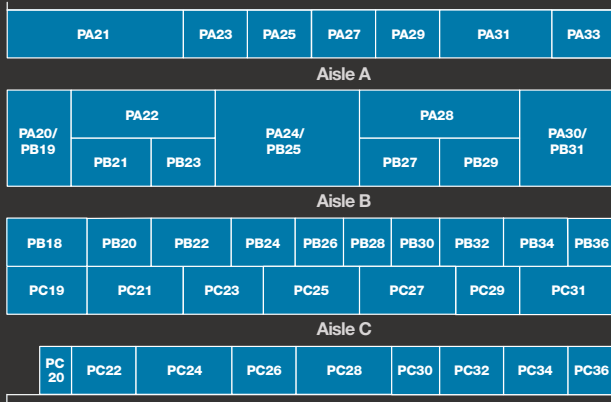 PA21 PA23 PA25 PA27 PA29 PA31 PA33
Aisle A
PA20/
PB19
PA22
PA24/
PB25
PA28
PA30/
PB31
PB21 PB23 PB27 PB29
Aisle B
PB18 PB20 PB22 PB24 PB26 PB28 PB30 PB32 PB34 PB36
PC19 PC21 PC23 PC25 PC27 PC29 PC31
Aisle C
PC
20
PC22 PC24 PC26 PC28 PC30 PC32 PC34 PC36